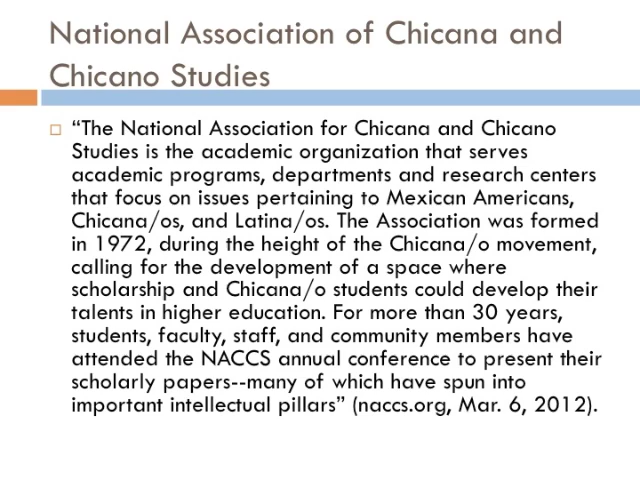 National Association of Chicana and
Chicano Studies
“The National Association for Chicana and Chicano
Studies is the academic organization that serves
academic programs, departments and research centers
that focus on issues pertaining to Mexican Americans,
Chicana/os, and Latina/os. The Association was formed
in 1972, during the height of the Chicana/o movement,
calling for the development of a space where
scholarship and Chicana/o students could develop their
talents in higher education. For more than 30 years,
students, faculty, staff, and community members have
attended the NACCS annual conference to present their
scholarly papers--many of which have spun into
important intellectual pillars” (naccs.org, Mar. 6, 2012).